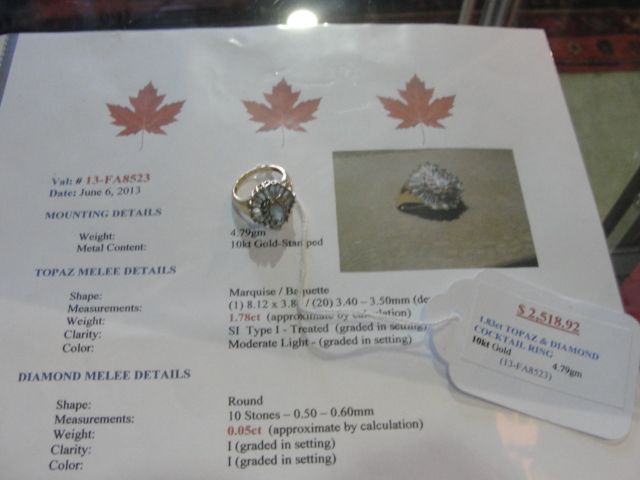 Val: # 13-FA8523
Date: June 6, 2013
MOUNTING DETAILS
Weight: 4.79gm
Metal Content: 10kt Gold-Stamped
TOPAZ MELEE DETAILS
Shape: Marquise / Baguette
Measurements: (1) 8.12 x 3.8 / (20) 3.40 – 3.50mm (de
Weight: 1.78ct (approximate by calculation)
Clarity: SI Type I - Treated (graded in setting)
Color: Moderate Light - (graded in setting)
DIAMOND MELEE DETAILS
Shape: Round
Measurements: 10 Stones – 0.50 – 0.60mm
Weight: 0.05ct (approximate by calculation)
Clarity: I (graded in setting)
Color: I (graded in setting)
$ 2,518.92
1.83ct TOPAZ & DIAMOND
COCKTAIL RING
10kt Gold 4.79gm
(13-FA8523)